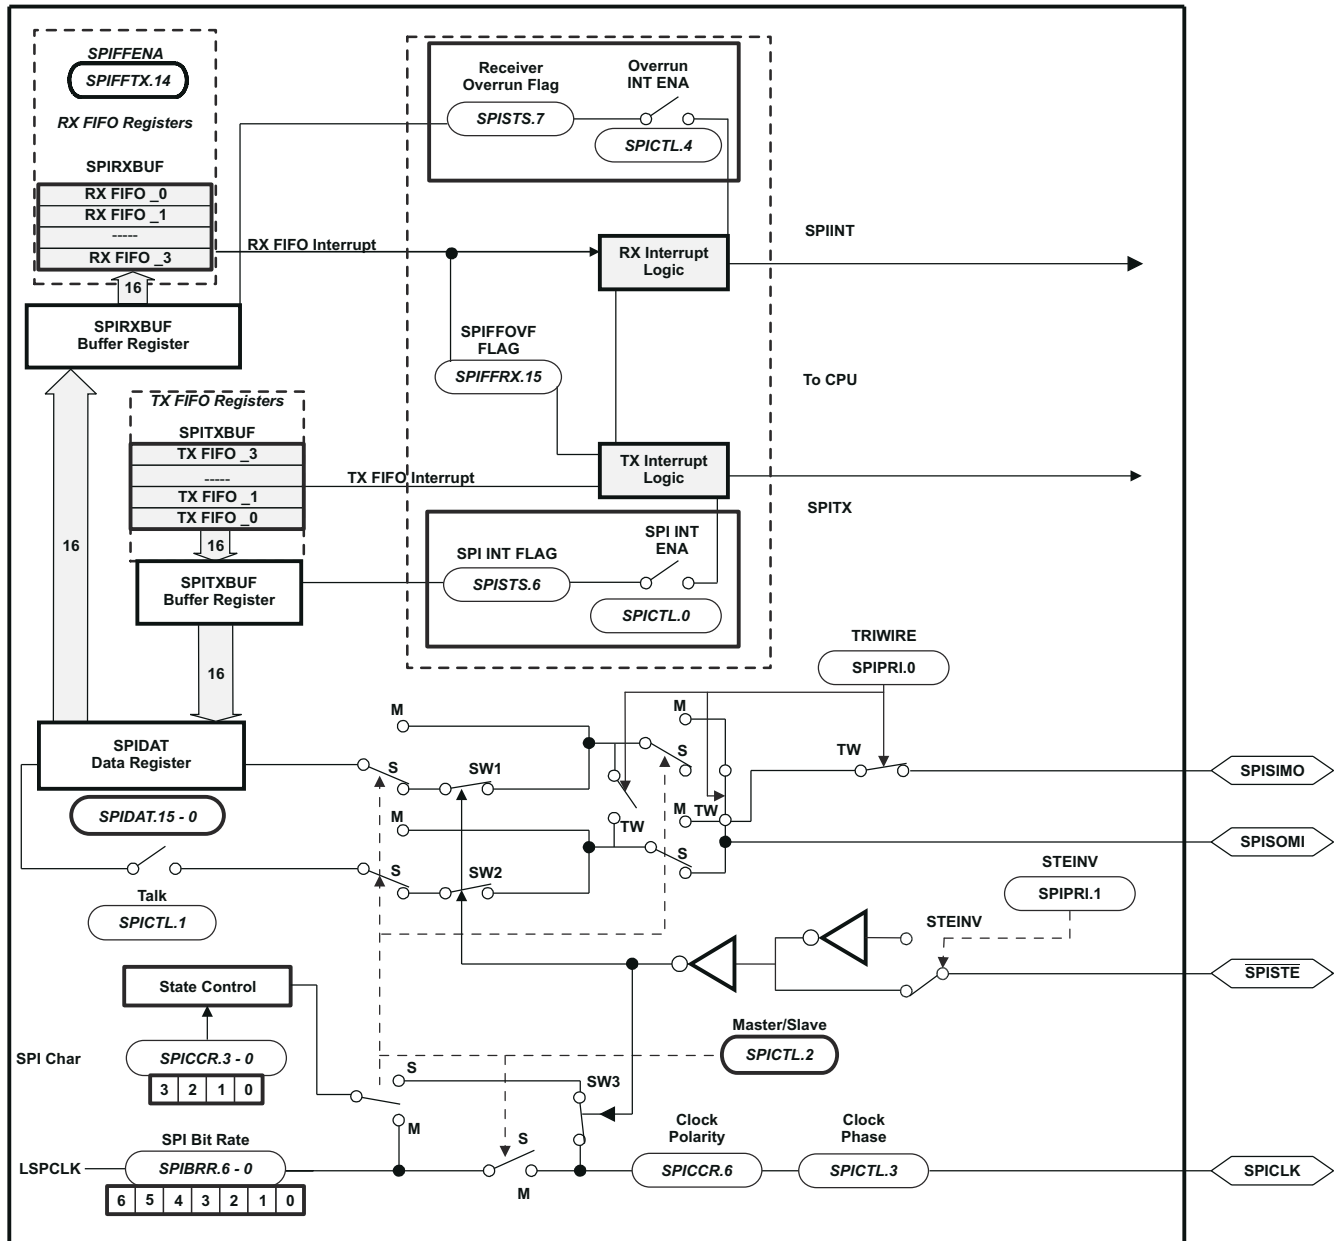 SPIFFENA
SPIFFTX.14
RX FIFO Registers
SPIRXBUF
RX FIFO _0
RX FIFO _1
-----
RX FIFO _3
16
SPIRXBUF
Buffer Register
Receiver
Overrun Flag
SPISTS.7
Overrun
INT ENA
SPICTL.4
RX FIFO Interrupt
RX Interrupt
Logic
SPIINT
SPIFFOVF
FLAG
SPIFFRX.15
To CPU
TX FIFO Registers
SPITXBUF
TX FIFO _3
-----
TX FIFO _1
TX FIFO _0
TX FIFO Interrupt
TX Interrupt
Logic
SPITX
16
16
SPITXBUF
Buffer Register
SPI INT FLAG
SPISTS.6
SPI INT
ENA
SPICTL.0
16
TRIWIRE
SPIPRI.0
SPIDAT
Data Register
SPIDAT.15 - 0
M
S
SW1
M
S
TW
M
TW
TW
SPISIMO
M
S
SW2
S
SPISOMI
Talk
SPICTL.1
STEINV
SPIPRI.1
STEINV
SPISTE
State Control
SPI Char
SPICCR.3 - 0
3 2 1 0
Master/Slave
SPICTL.2
S
M
SW3
S
M
LSPCLK
SPI Bit Rate
SPIBRR.6 - 0
6 5 4 3 2 1 0
Clock
Polarity
SPICCR.6
Clock
Phase
SPICTL.3
SPICLK